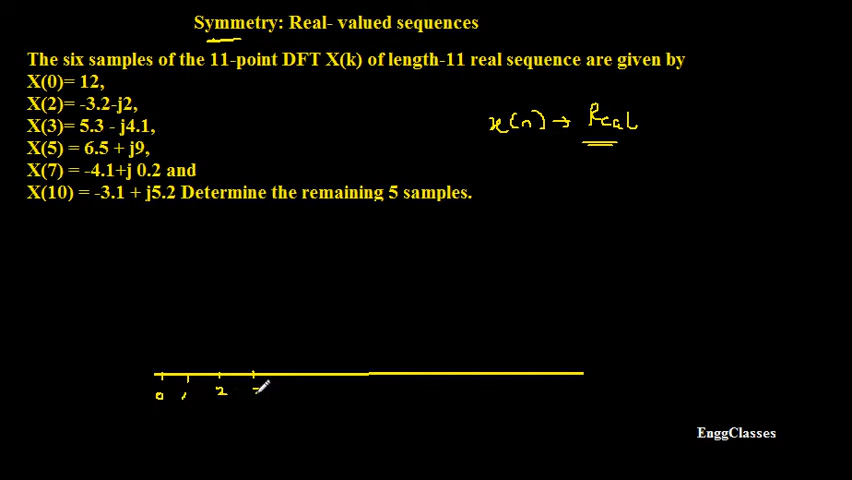 Symmetry: Real- valued sequences
The six samples of the 11-point DFT X(k) of length-11 real sequence are given by
X(0)= 12,
X(2)= -3.2-j2,
X(3)= 5.3 - j4.1,
X(5) = 6.5 + j9,
X(7) = -4.1+j 0.2 and
X(10) = -3.1 + j5.2 Determine the remaining 5 samples.
x(n) → Real
0 1 2
EnggClasses